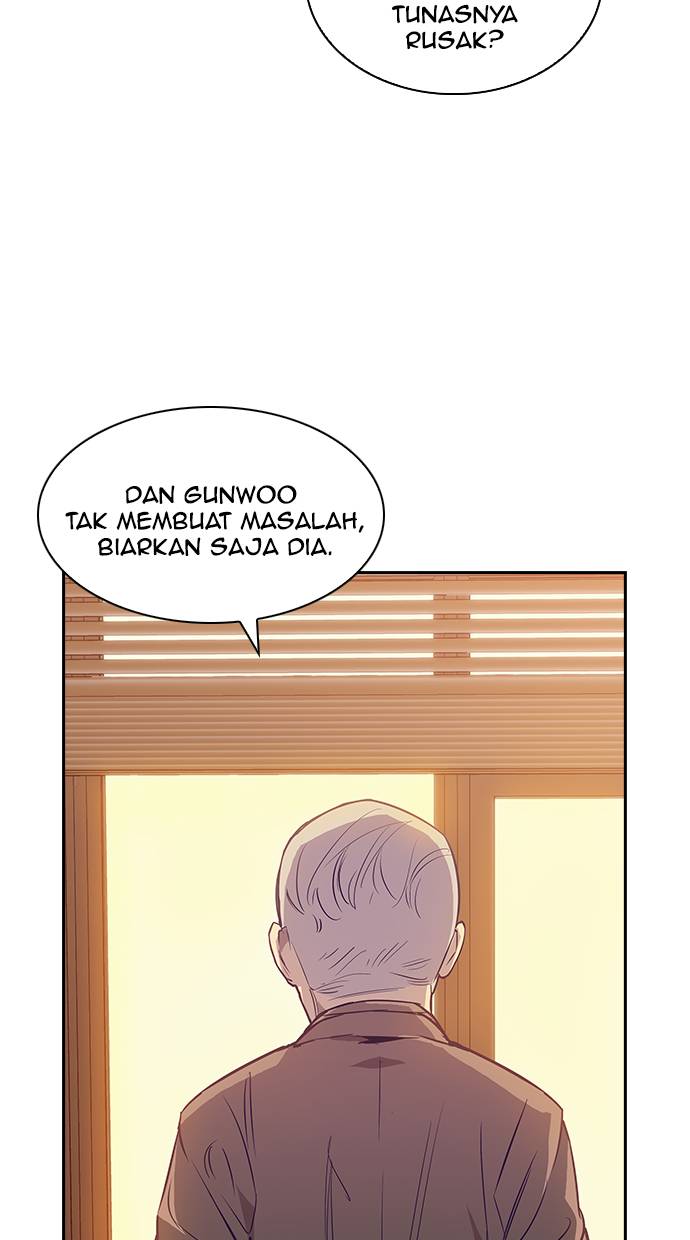 TUNASNYA
RUSAK?
DAN GUNWOO
TAK MEMBUAT MASALAH,
BIARKAN SAJA DIA.